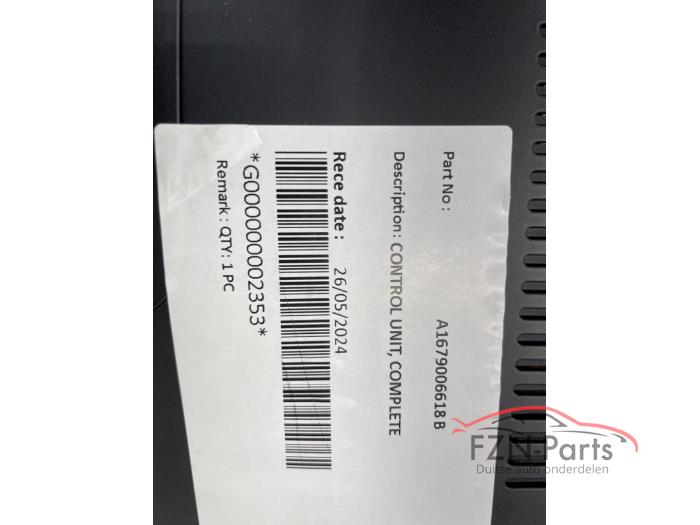 Part No : A1679006618 B
Description : CONTROL UNIT, COMPLETE
Rece date : 26/05/2024
*G000000002353*
Remark : QTY: 1 PC
FZN-Parts
Duitse auto onderdelen